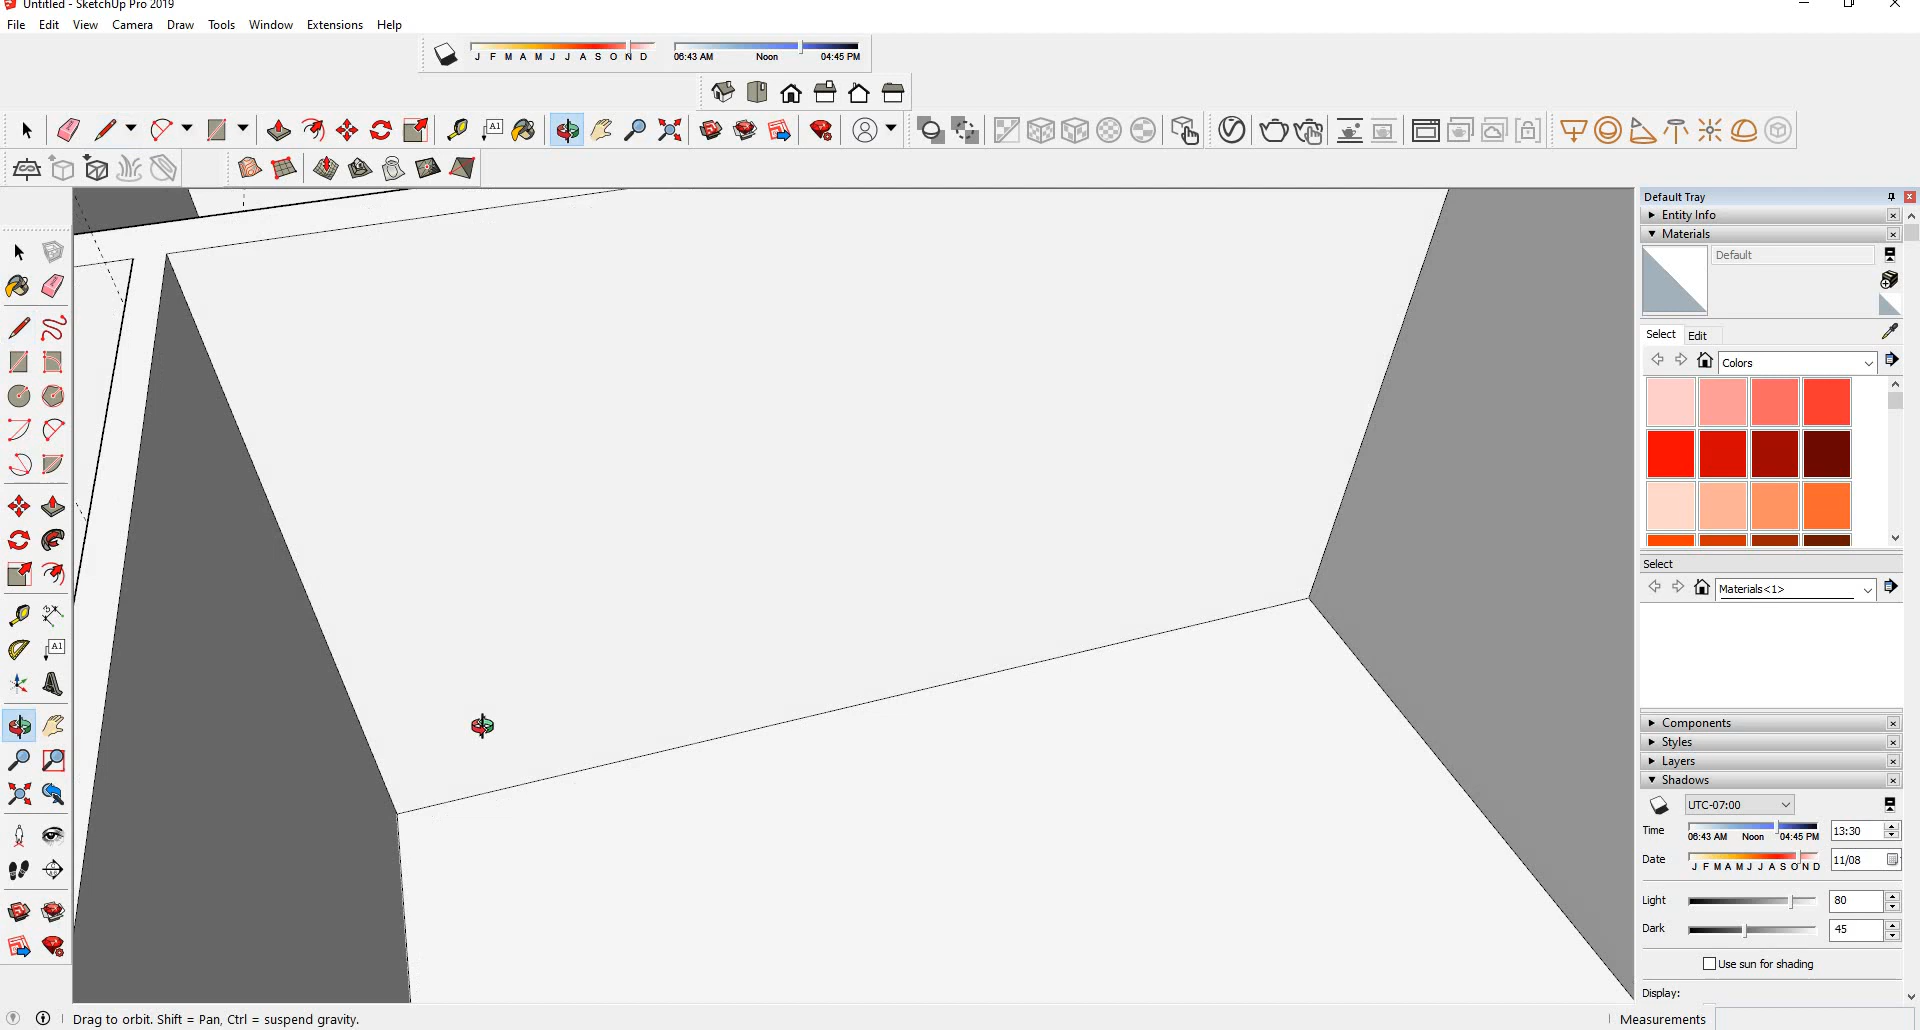 Untitled - SketchUp Pro 2019
File Edit View Camera Draw Tools Window Extensions Help
J F M A M J J A S O N D
06:43 AM Noon 04:45 PM
A1
Default Tray
Entity Info
Materials
Default
Select Edit
Colors
A1
Select
Materials<1>
Components
Styles
Layers
Shadows
UTC-07:00
Time 06:43 AM Noon 04:45 PM 13:30
Date J F M A M J J A S O N D 11/08
Light 80
Dark 45
Use sun for shading
Display:
Drag to orbit. Shift = Pan, Ctrl = suspend gravity.
Measurements